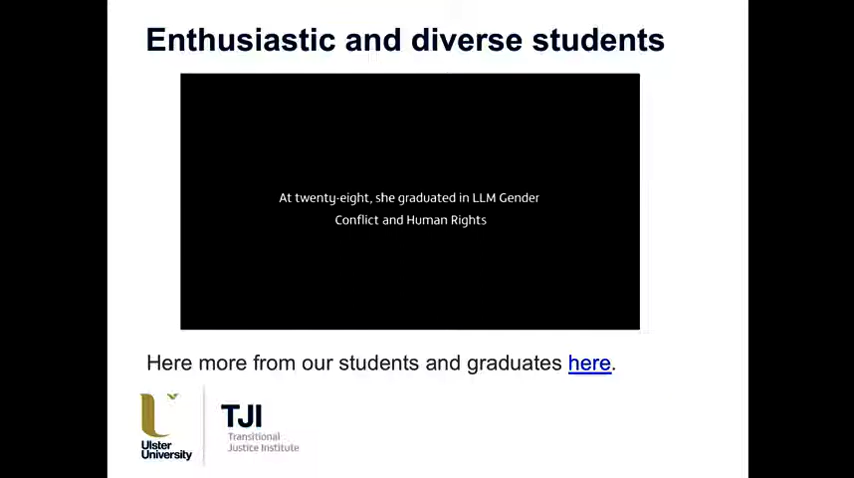 Enthusiastic and diverse students
At twenty-eight, she graduated in LLM Gender
Conflict and Human Rights
Here more from our students and graduates here.
Ulster
University
TJI
Transitional
Justice Institute